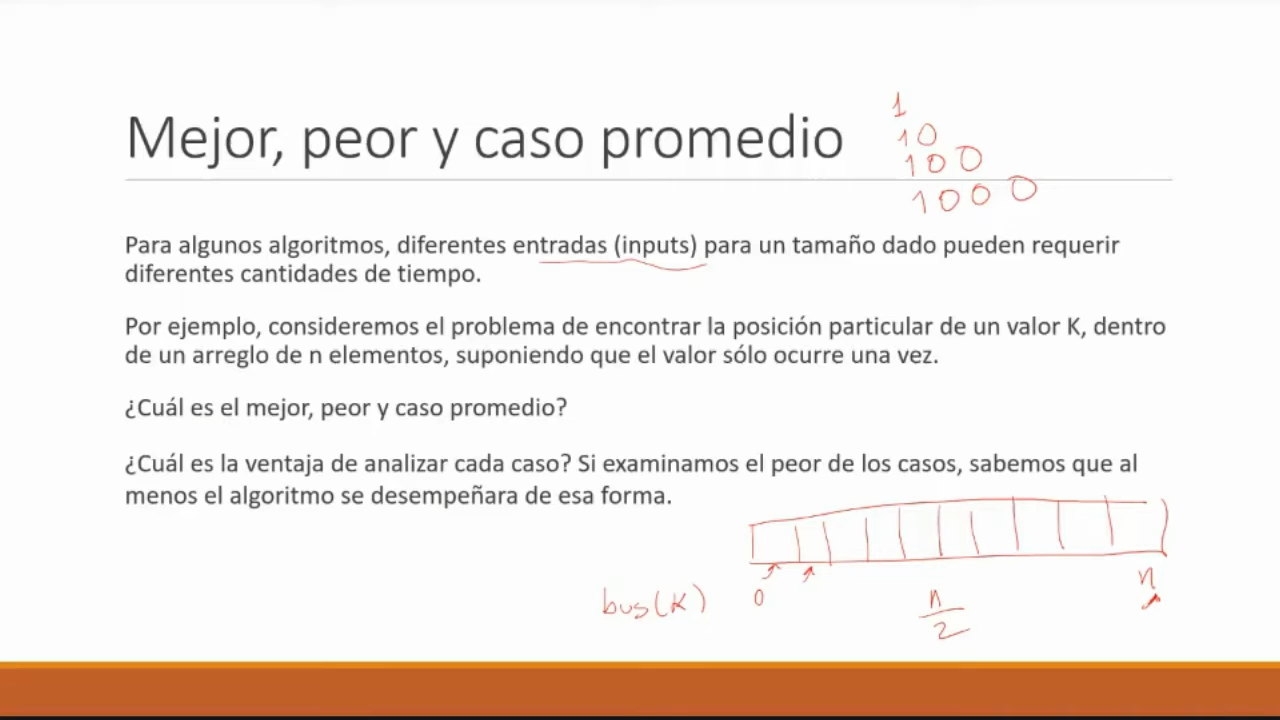 Mejor, peor y caso promedio
1
10
100
1000
Para algunos algoritmos, diferentes entradas (inputs) para un tamaño dado pueden requerir
diferentes cantidades de tiempo.
Por ejemplo, consideremos el problema de encontrar la posición particular de un valor K, dentro
de un arreglo de n elementos, suponiendo que el valor sólo ocurre una vez.
¿Cuál es el mejor, peor y caso promedio?
¿Cuál es la ventaja de analizar cada caso? Si examinamos el peor de los casos, sabemos que al
menos el algoritmo se desempeñara de esa forma.
bus(K)
0
n
2
n